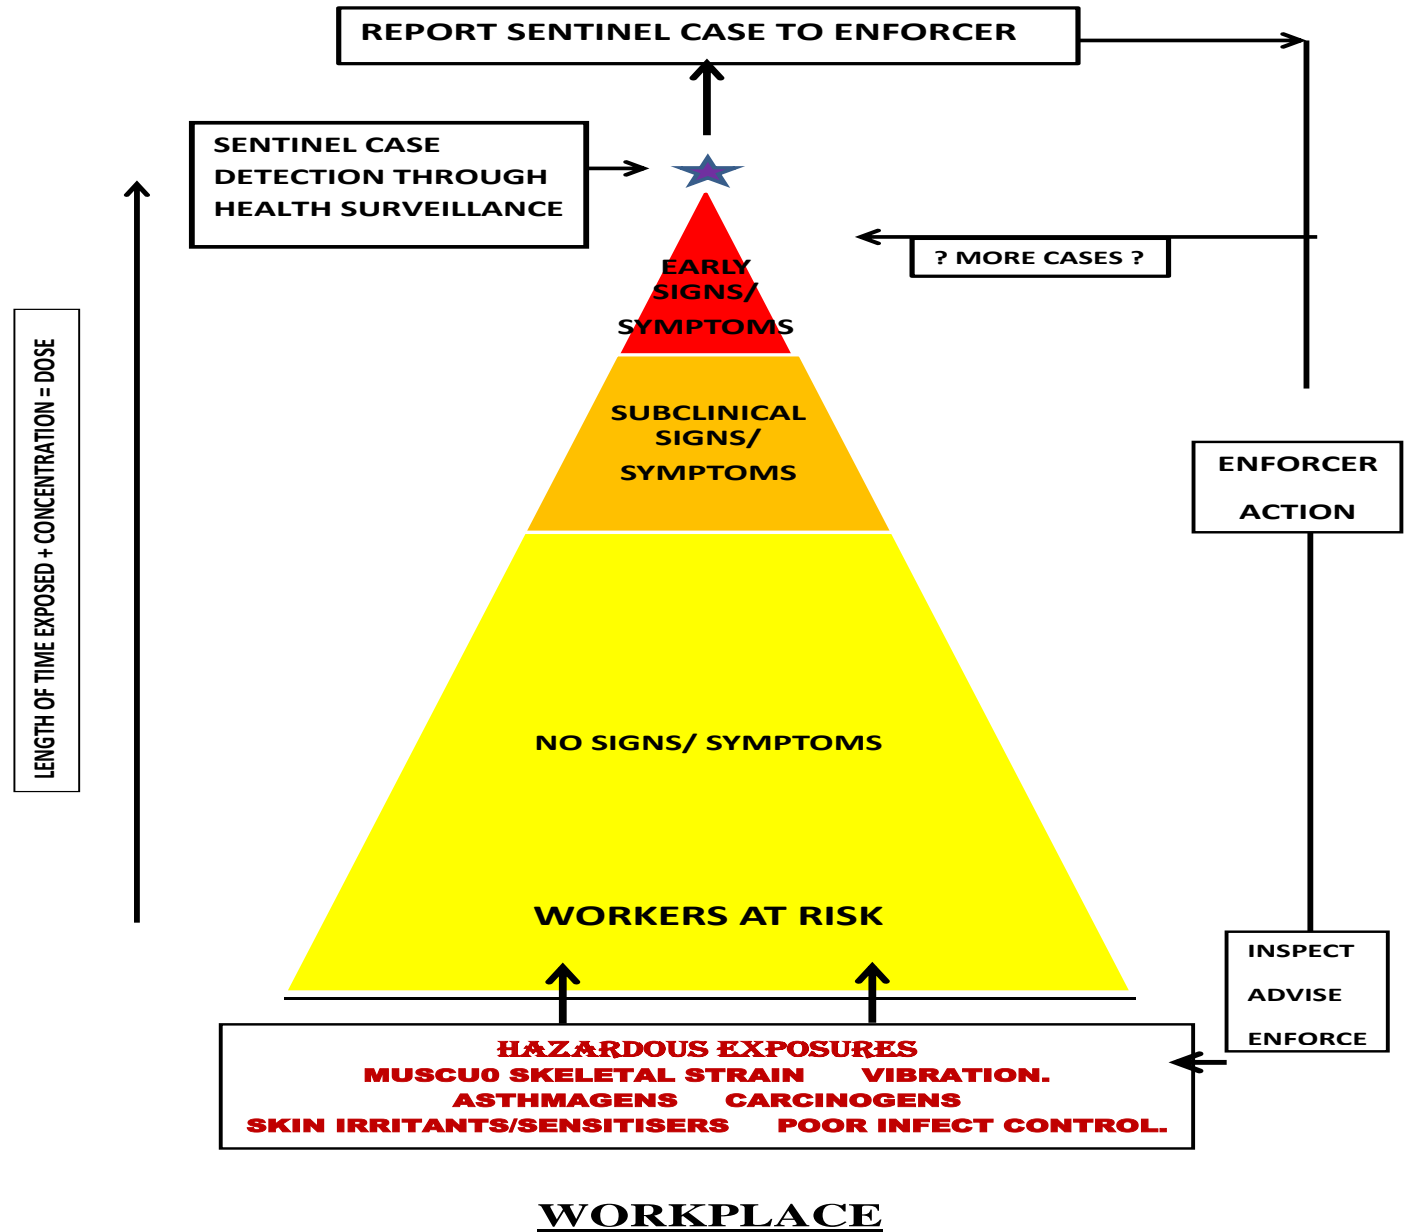 REPORT SENTINEL CASE TO ENFORCER
SENTINEL CASE
DETECTION THROUGH
HEALTH SURVEILLANCE
? MORE CASES ?
EARLY
SIGNS/
SYMPTOMS
LENGTH OF TIME EXPOSED + CONCENTRATION = DOSE
SUBCLINICAL
SIGNS/
SYMPTOMS
ENFORCER
ACTION
NO SIGNS/ SYMPTOMS
WORKERS AT RISK
INSPECT
ADVISE
ENFORCE
HAZARDOUS EXPOSURES
MUSCU0 SKELETAL STRAIN VIBRATION.
ASTHMAGENS CARCINOGENS
SKIN IRRITANTS/SENSITISERS POOR INFECT CONTROL.
WORKPLACE